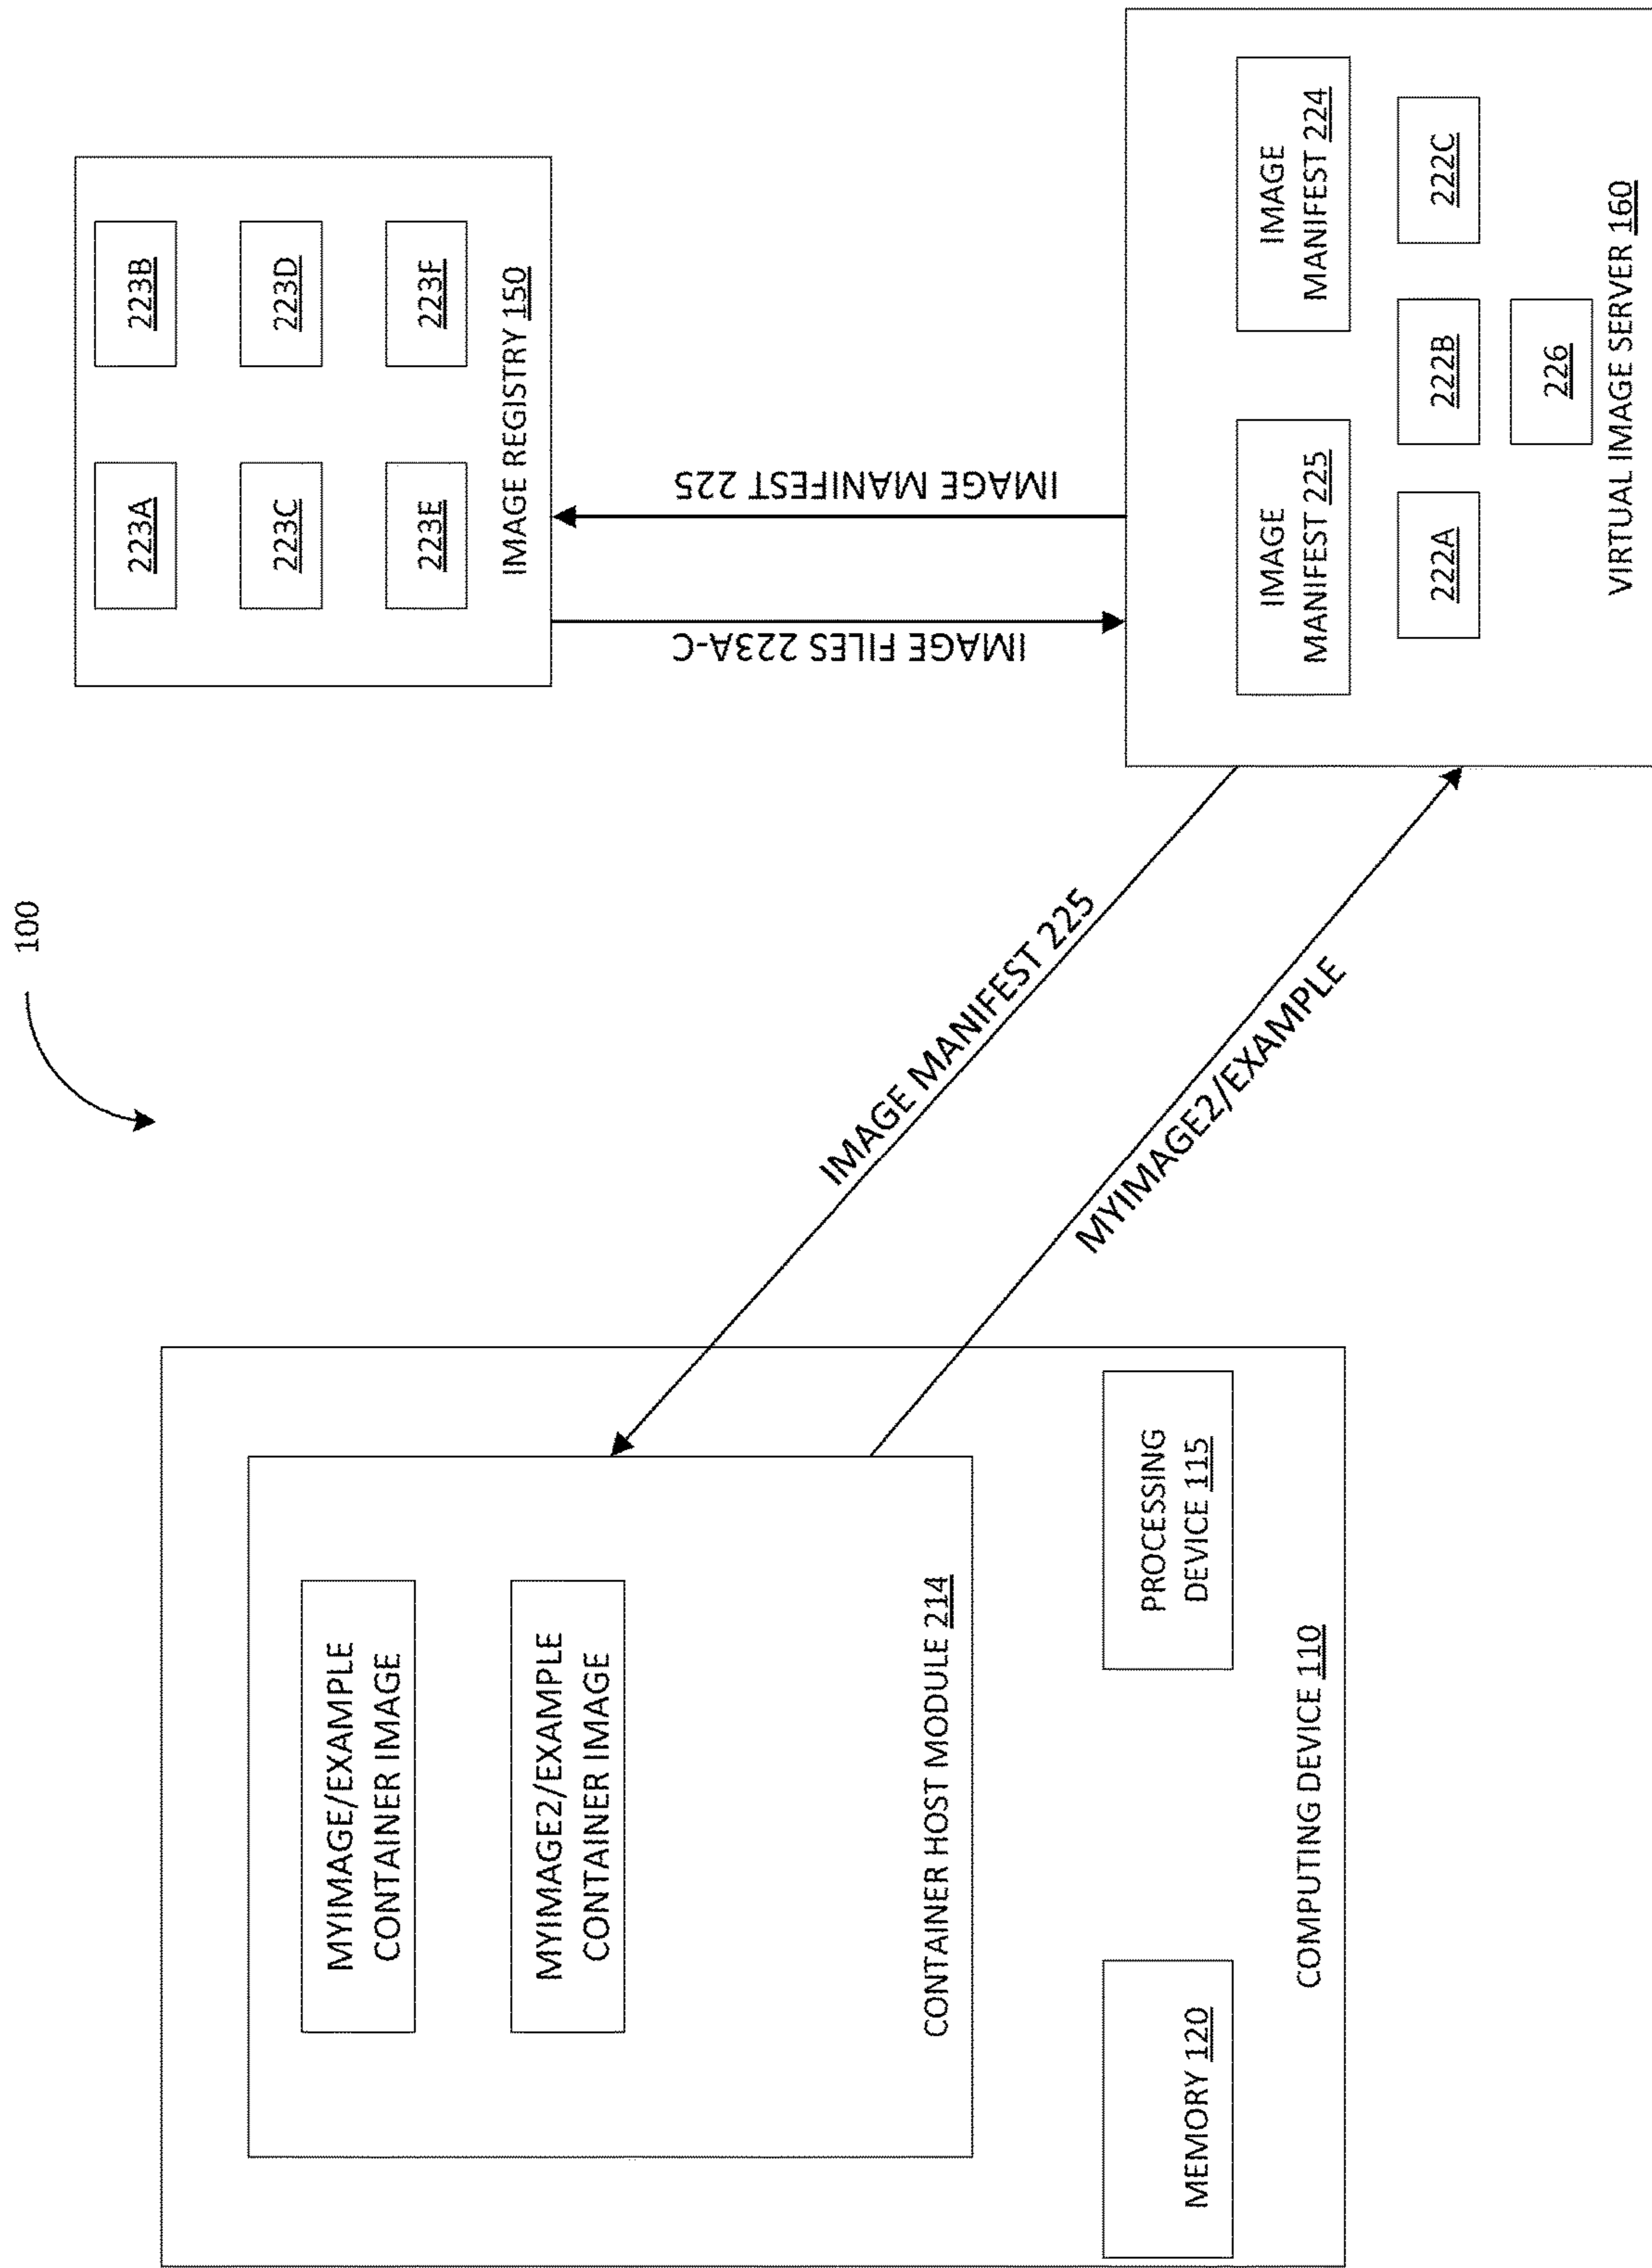 100
MYIMAGE/EXAMPLE
CONTAINER IMAGE
MYIMAGE2/EXAMPLE
CONTAINER IMAGE
CONTAINER HOST MODULE 214
MEMORY 120
PROCESSING
DEVICE 115
COMPUTING DEVICE 110
IMAGE MANIFEST 225
MYIMAGE2/EXAMPLE
223A
223B
223C
223D
223E
223F
IMAGE REGISTRY 150
IMAGE FILES 223A-C
IMAGE MANIFEST 225
IMAGE
MANIFEST 225
IMAGE
MANIFEST 224
222A
222B
222C
226
VIRTUAL IMAGE SERVER 160